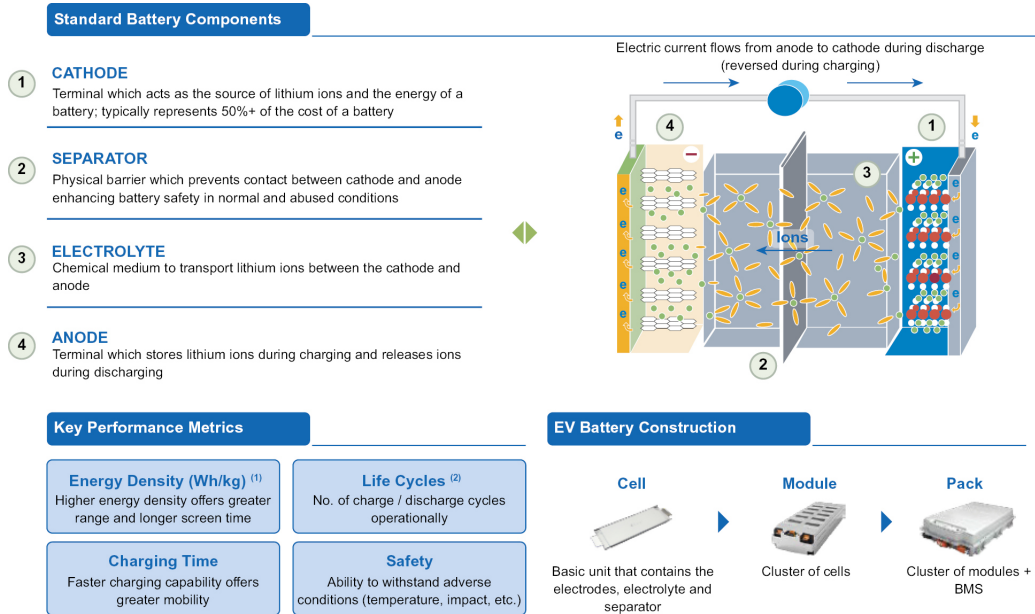 Standard Battery Components
1
CATHODE
Terminal which acts as the source of lithium ions and the energy of a
battery; typically represents 50%+ of the cost of a battery
2
SEPARATOR
Physical barrier which prevents contact between cathode and anode
enhancing battery safety in normal and abused conditions
3
ELECTROLYTE
Chemical medium to transport lithium ions between the cathode and
anode
4
ANODE
Terminal which stores lithium ions during charging and releases ions
during discharging
Electric current flows from anode to cathode during discharge
(reversed during charging)
e
4
1
e
−
+
3
e
e
e
e
e
e
e
e
e
Ions
2
Key Performance Metrics
Energy Density (Wh/kg) (1)
Higher energy density offers greater
range and longer screen time
Life Cycles (2)
No. of charge / discharge cycles
operationally
Charging Time
Faster charging capability offers
greater mobility
Safety
Ability to withstand adverse
conditions (temperature, impact, etc.)
EV Battery Construction
Cell
Basic unit that contains the
electrodes, electrolyte and
separator
Module
Cluster of cells
Pack
Cluster of modules +
BMS